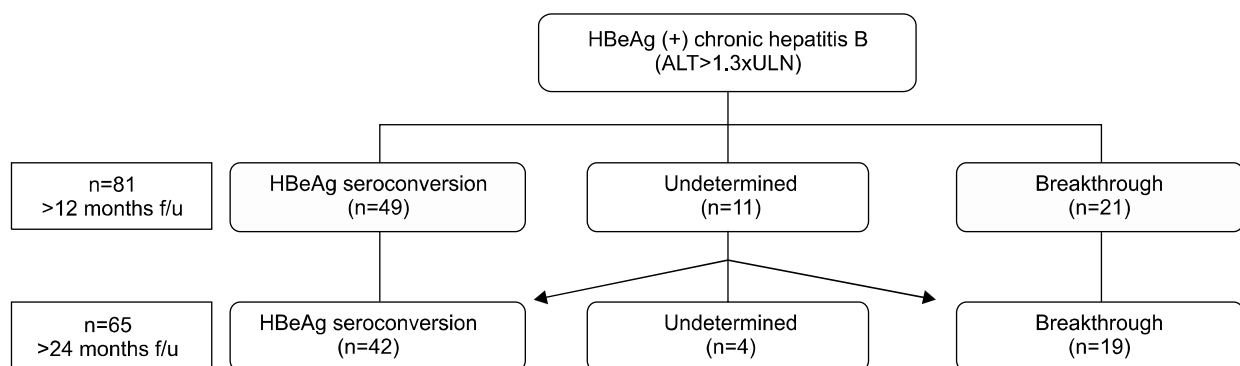 HBeAg (+) chronic hepatitis B
(ALT>1.3xULN)
n=81
>12 months f/u
HBeAg seroconversion
(n=49)
Undetermined
(n=11)
Breakthrough
(n=21)
n=65
>24 months f/u
HBeAg seroconversion
(n=42)
Undetermined
(n=4)
Breakthrough
(n=19)